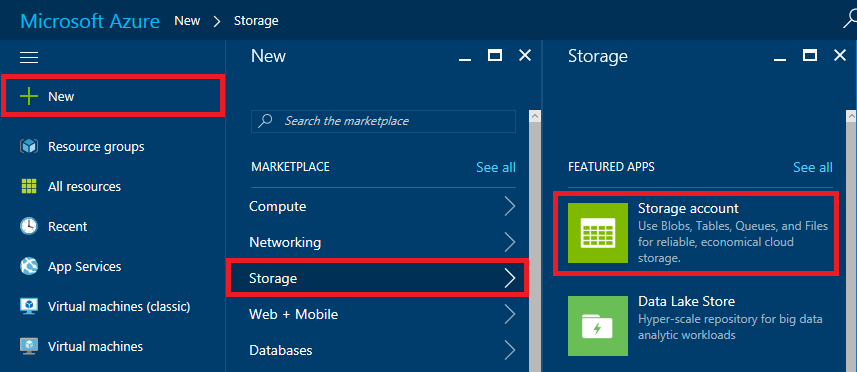 Microsoft Azure New > Storage
New
Resource groups
All resources
Recent
App Services
Virtual machines (classic)
Virtual machines
New
Search the marketplace
MARKETPLACE See all
Compute
Networking
Storage
Web + Mobile
Databases
Storage
FEATURED APPS See all
Storage account
Use Blobs, Tables, Queues, and Files
for reliable, economical cloud
storage.
Data Lake Store
Hyper-scale repository for big data
analytic workloads